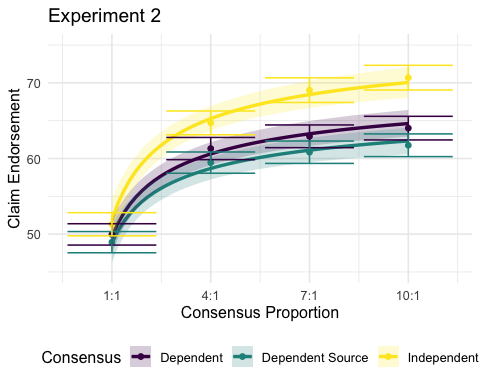 Experiment 2
Claim Endorsement
70
60
50
1:1 4:1 7:1 10:1
Consensus Proportion
Consensus Dependent Dependent Source Independent